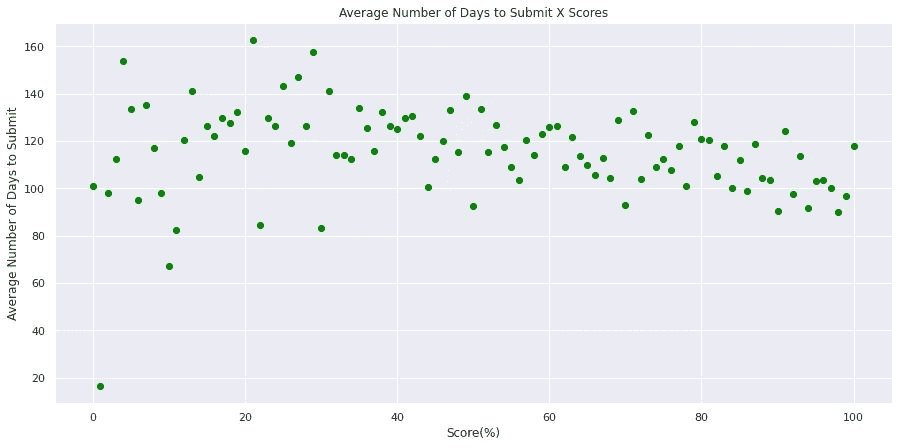 Average Number of Days to Submit X Scores
Average Number of Days to Submit
160
140
120
100
80
60
40
20
0 20 40 60 80 100
Score(%)